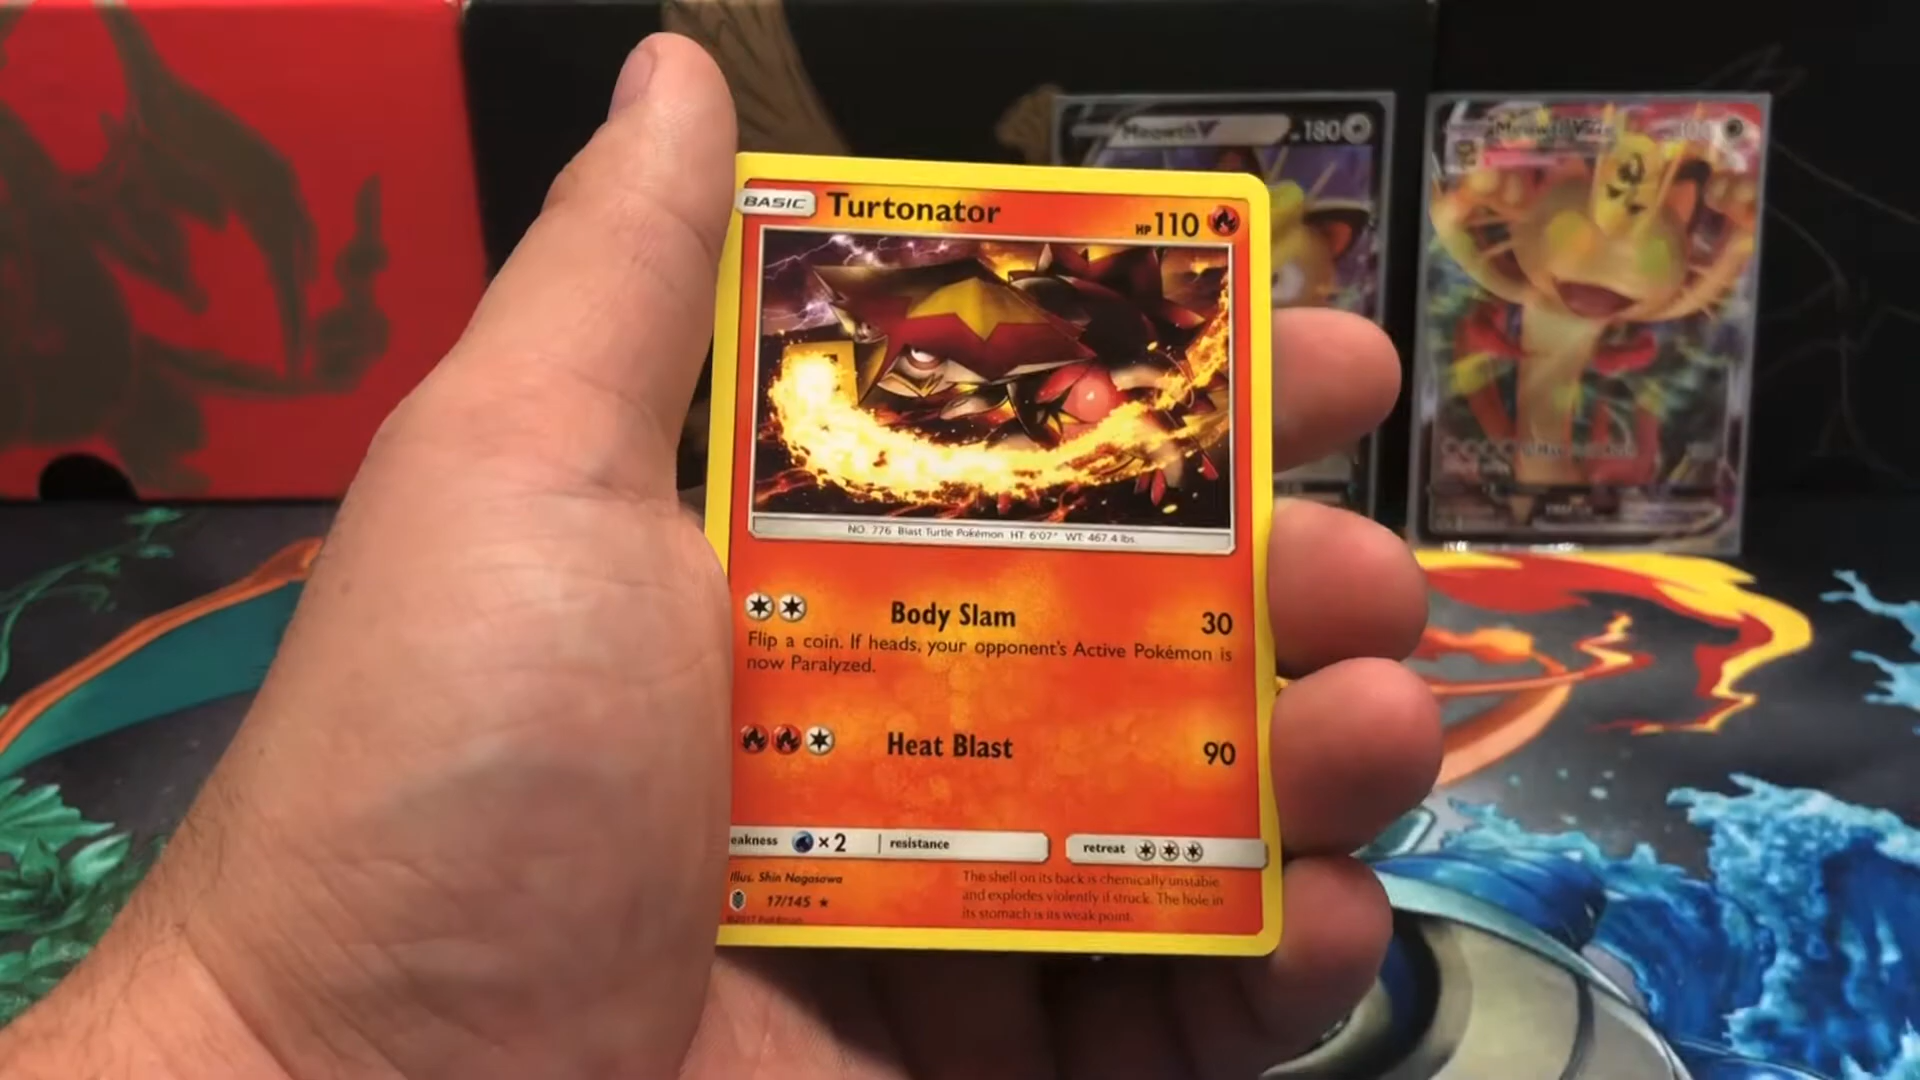 Meowth V 180
BASIC Turtonator HP 110
NO. 776 Blast Turtle Pokémon HT: 6'07" WT: 467.4 lbs.
Body Slam 30
Flip a coin. If heads, your opponent's Active Pokémon is
now Paralyzed.
Heat Blast 90
eakness ×2 resistance retreat
Illus. Shin Nagasawa
17/145 ★
©2017 Pokémon
The shell on its back is chemically unstable
and explodes violently if struck. The hole in
its stomach is its weak point.